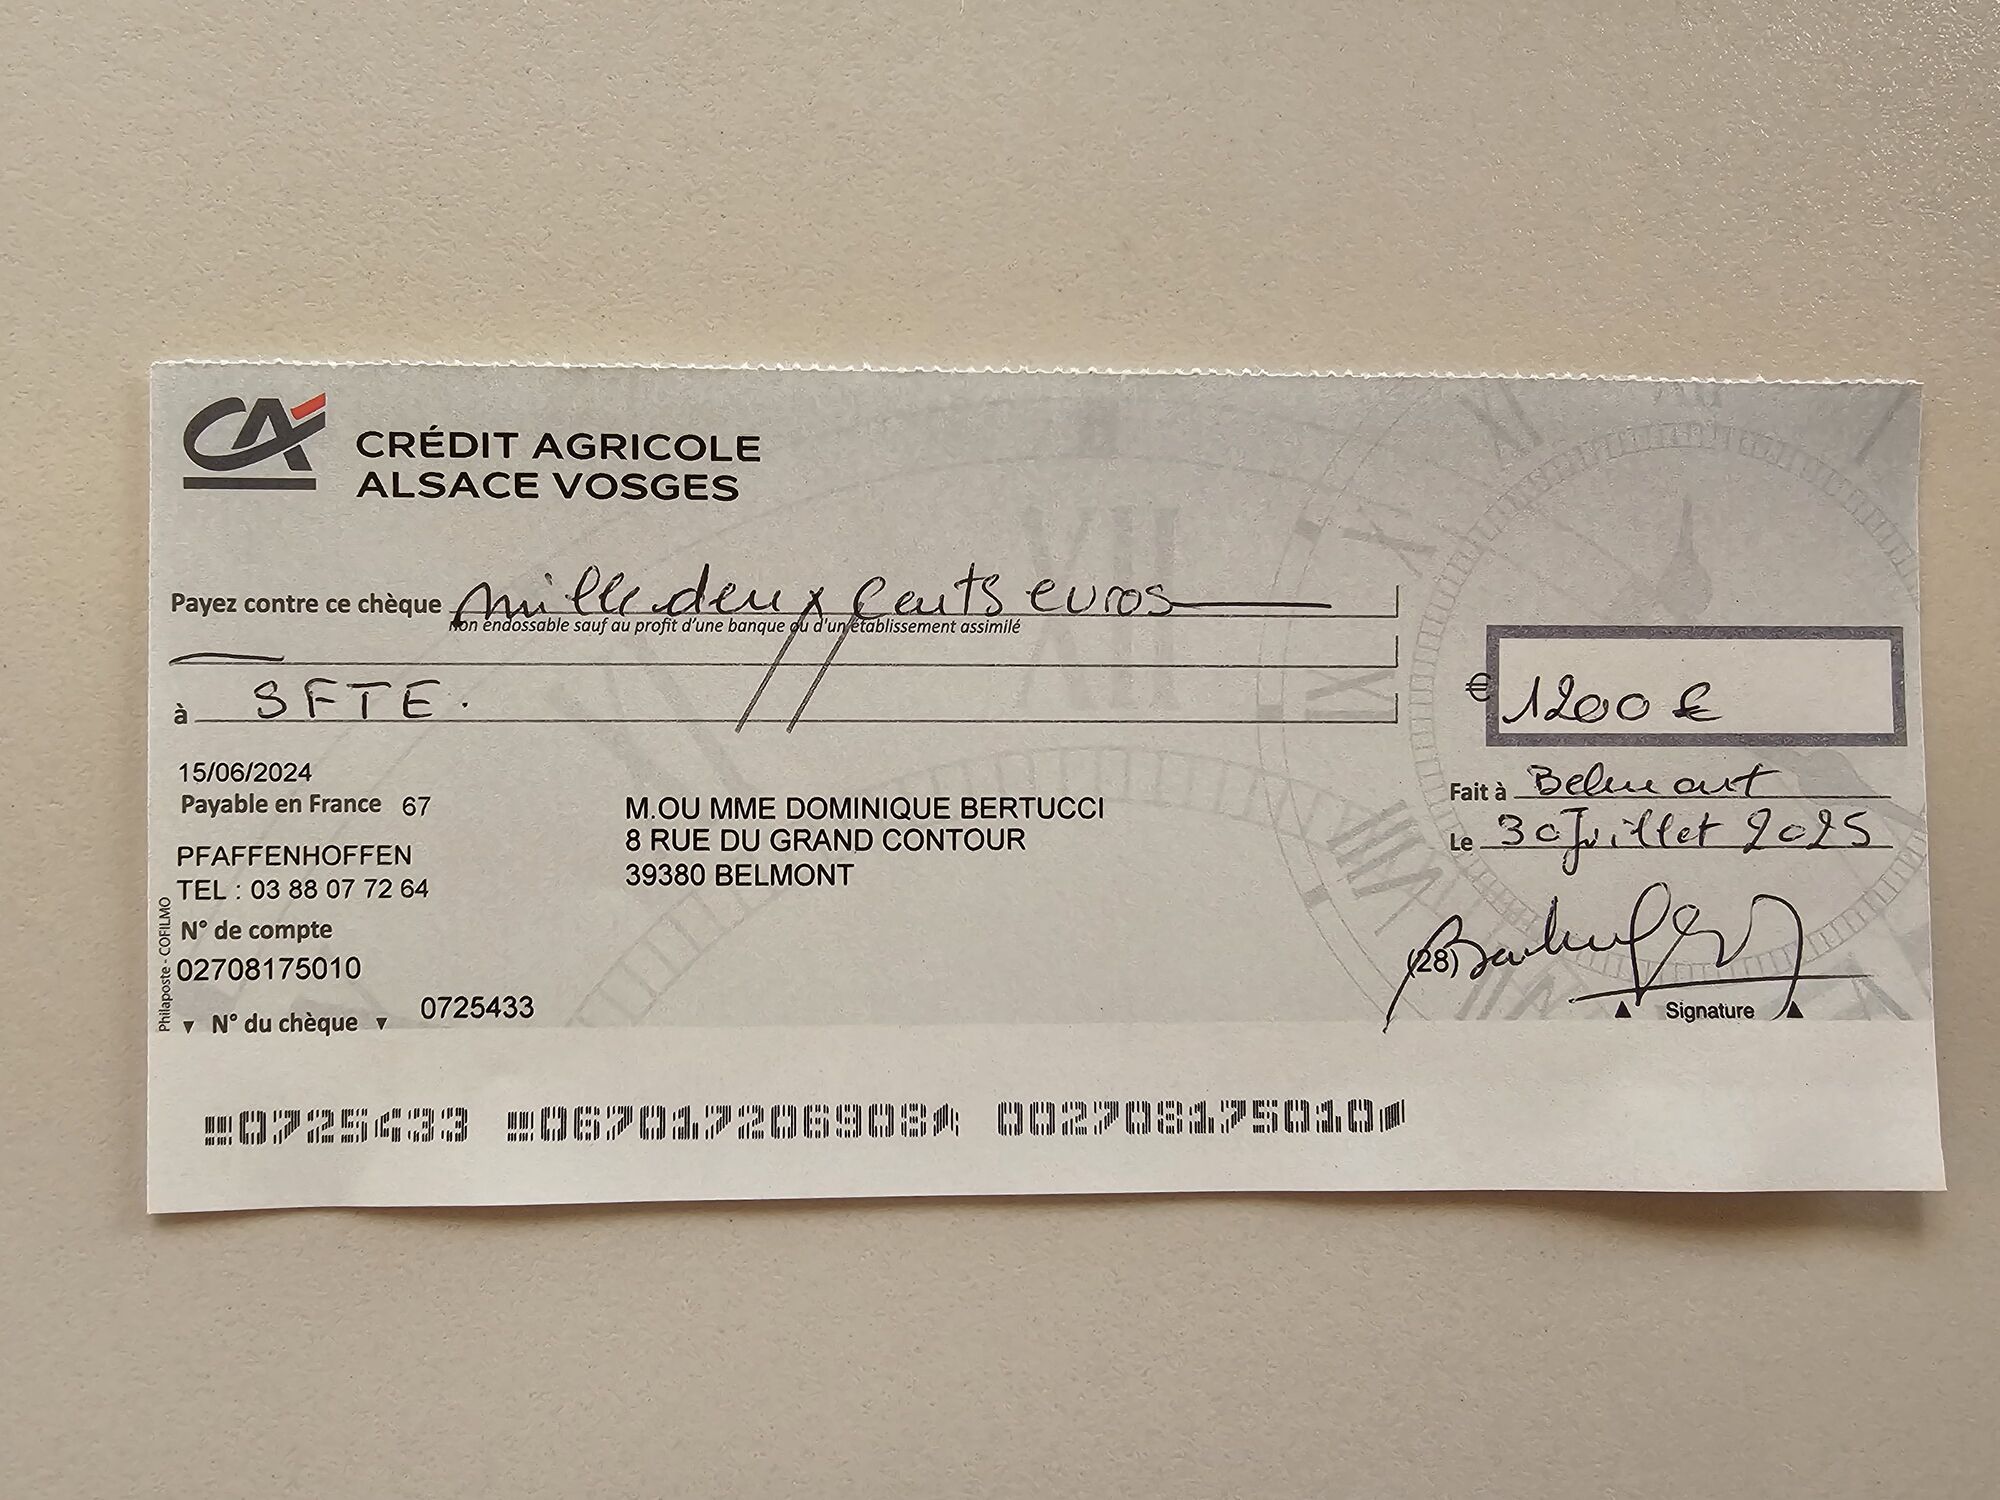 CA
CRÉDIT AGRICOLE
ALSACE VOSGES
Payez contre ce chèque mille deux cents euros
non endossable sauf au profit d'une banque ou d'un établissement assimilé
à SFTE.
€ 1200 €
15/06/2024
Payable en France 67
PFAFFENHOFFEN
TEL : 03 88 07 72 64
N° de compte
02708175010
N° du chèque 0725433
Philaposte - COFILMO
M.OU MME DOMINIQUE BERTUCCI
8 RUE DU GRAND CONTOUR
39380 BELMONT
Fait à Belmont
Le 30 Juillet 2025
(28)
Signature
0725433 067017206908 002708175010